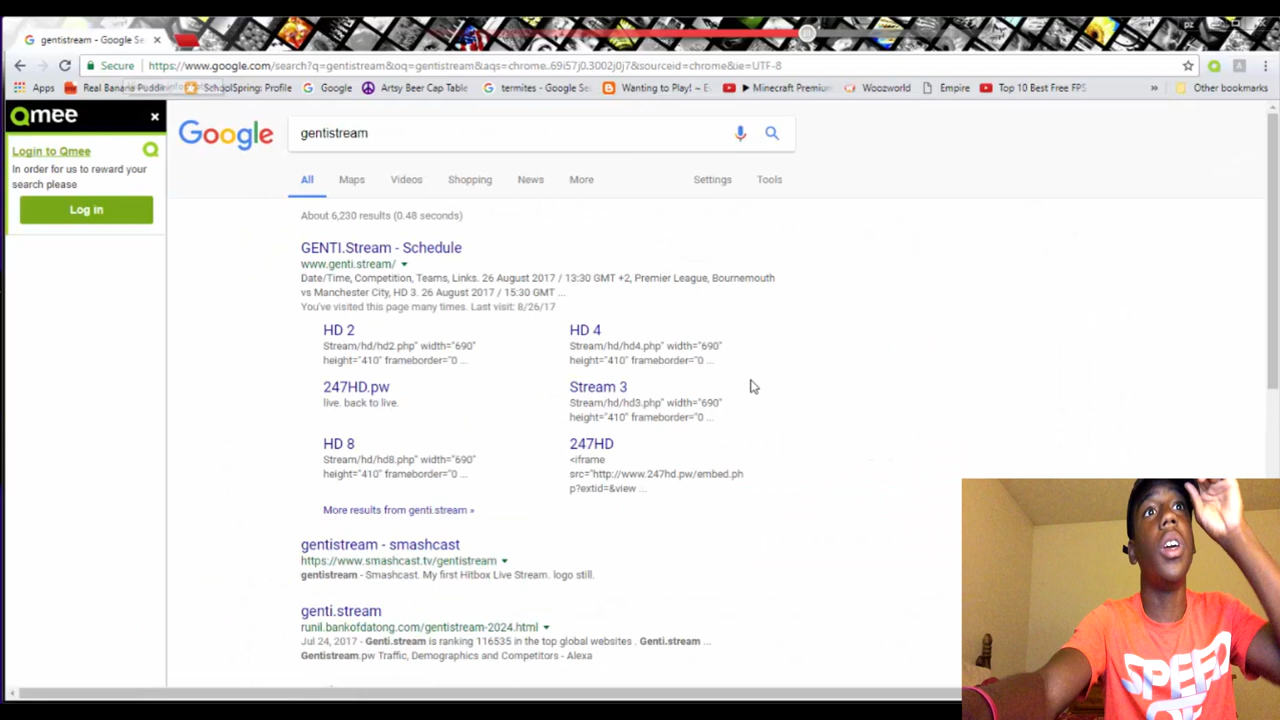 gentistream - Google Se
pz
Secure https://www.google.com/search?q=gentistream&oq=gentistream&aqs=chrome..69i57j0.3002j0j7&sourceid=chrome&ie=UTF-8
Apps Real Banana Puddin SchoolSpring: Profile Google Artsy Beer Cap Table termites - Google Se Wanting to Play! ~ E Minecraft Premium Woozworld Empire Top 10 Best Free FPS » Other bookmarks
Qmee
Login to Qmee
In order for us to reward your
search please
Log in
Google
gentistream
All Maps Videos Shopping News More Settings Tools
About 6,230 results (0.48 seconds)
GENTI.Stream - Schedule
www.genti.stream/
Date/Time, Competition, Teams, Links. 26 August 2017 / 13:30 GMT +2, Premier League, Bournemouth
vs Manchester City, HD 3. 26 August 2017 / 15:30 GMT ...
You've visited this page many times. Last visit: 8/26/17
HD 2
Stream/hd/hd2.php" width="690"
height="410" frameborder="0 ...
HD 4
Stream/hd/hd4.php" width="690"
height="410" frameborder="0 ...
247HD.pw
live. back to live.
Stream 3
Stream/hd/hd3.php" width="690"
height="410" frameborder="0 ...
HD 8
Stream/hd/hd8.php" width="690"
height="410" frameborder="0 ...
247HD
<iframe
src="http://www.247hd.pw/embed.ph
p?extid=&view ...
More results from genti.stream »
gentistream - smashcast
https://www.smashcast.tv/gentistream
gentistream - Smashcast. My first Hitbox Live Stream. logo still.
genti.stream
runil.bankofdatong.com/gentistream-2024.html
Jul 24, 2017 - Genti.stream is ranking 116535 in the top global websites . Genti.stream ...
Gentistream.pw Traffic, Demographics and Competitors - Alexa
SPEED